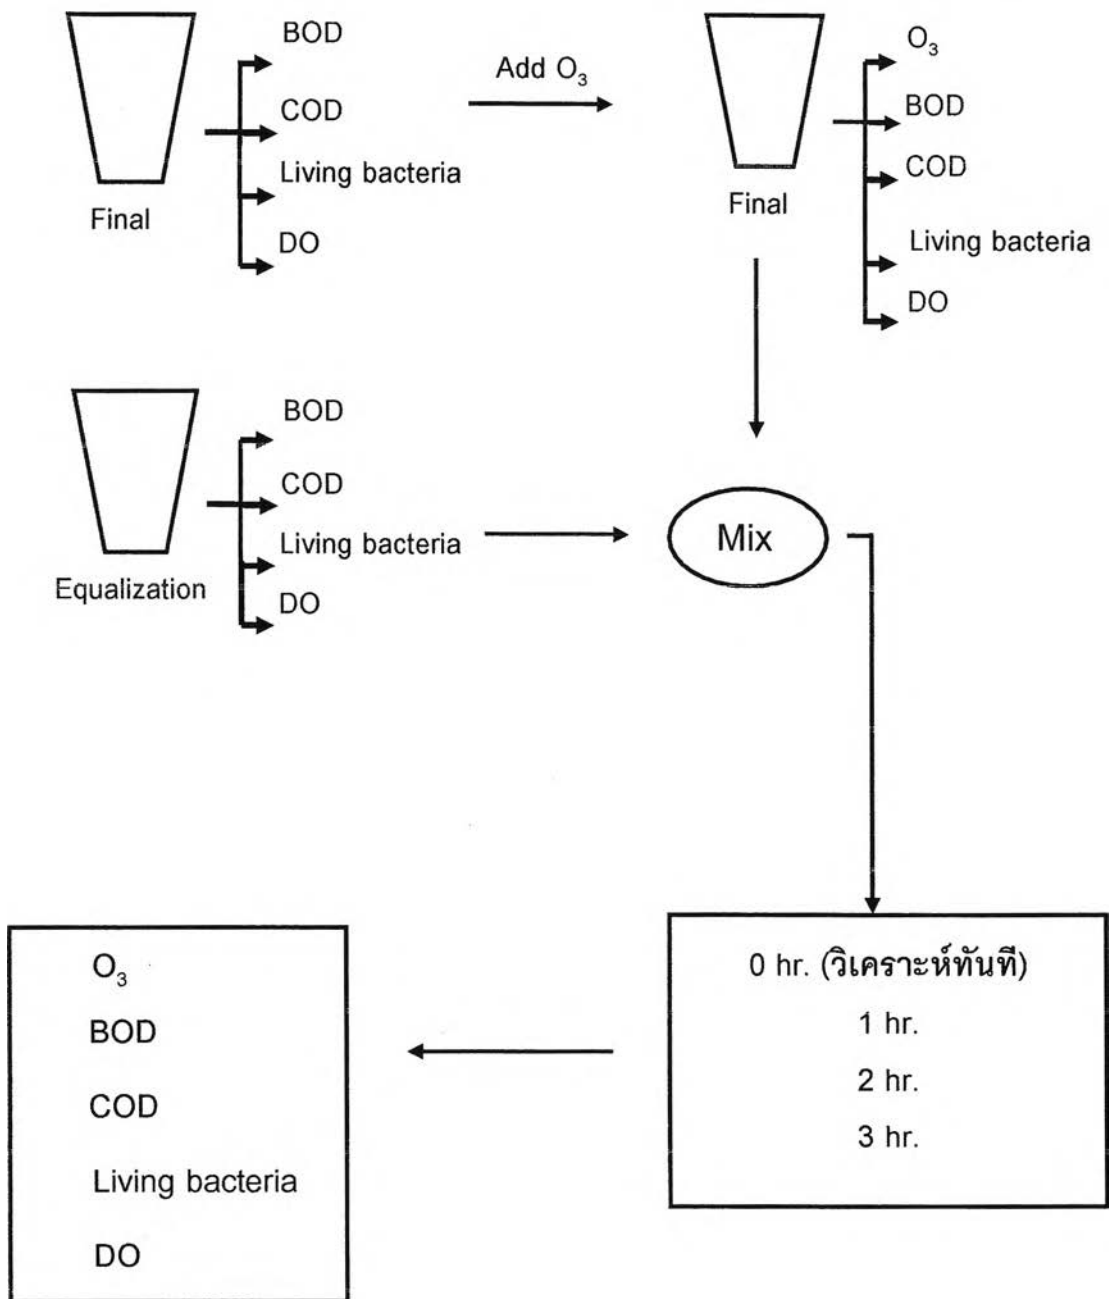 BOD
COD
Living bacteria
DO
Final
Add O₃
O₃
BOD
COD
Living bacteria
DO
Final
BOD
COD
Living bacteria
DO
Equalization
Mix
0 hr. (วิเคราะห์ทันที)
1 hr.
2 hr.
3 hr.
O₃
BOD
COD
Living bacteria
DO